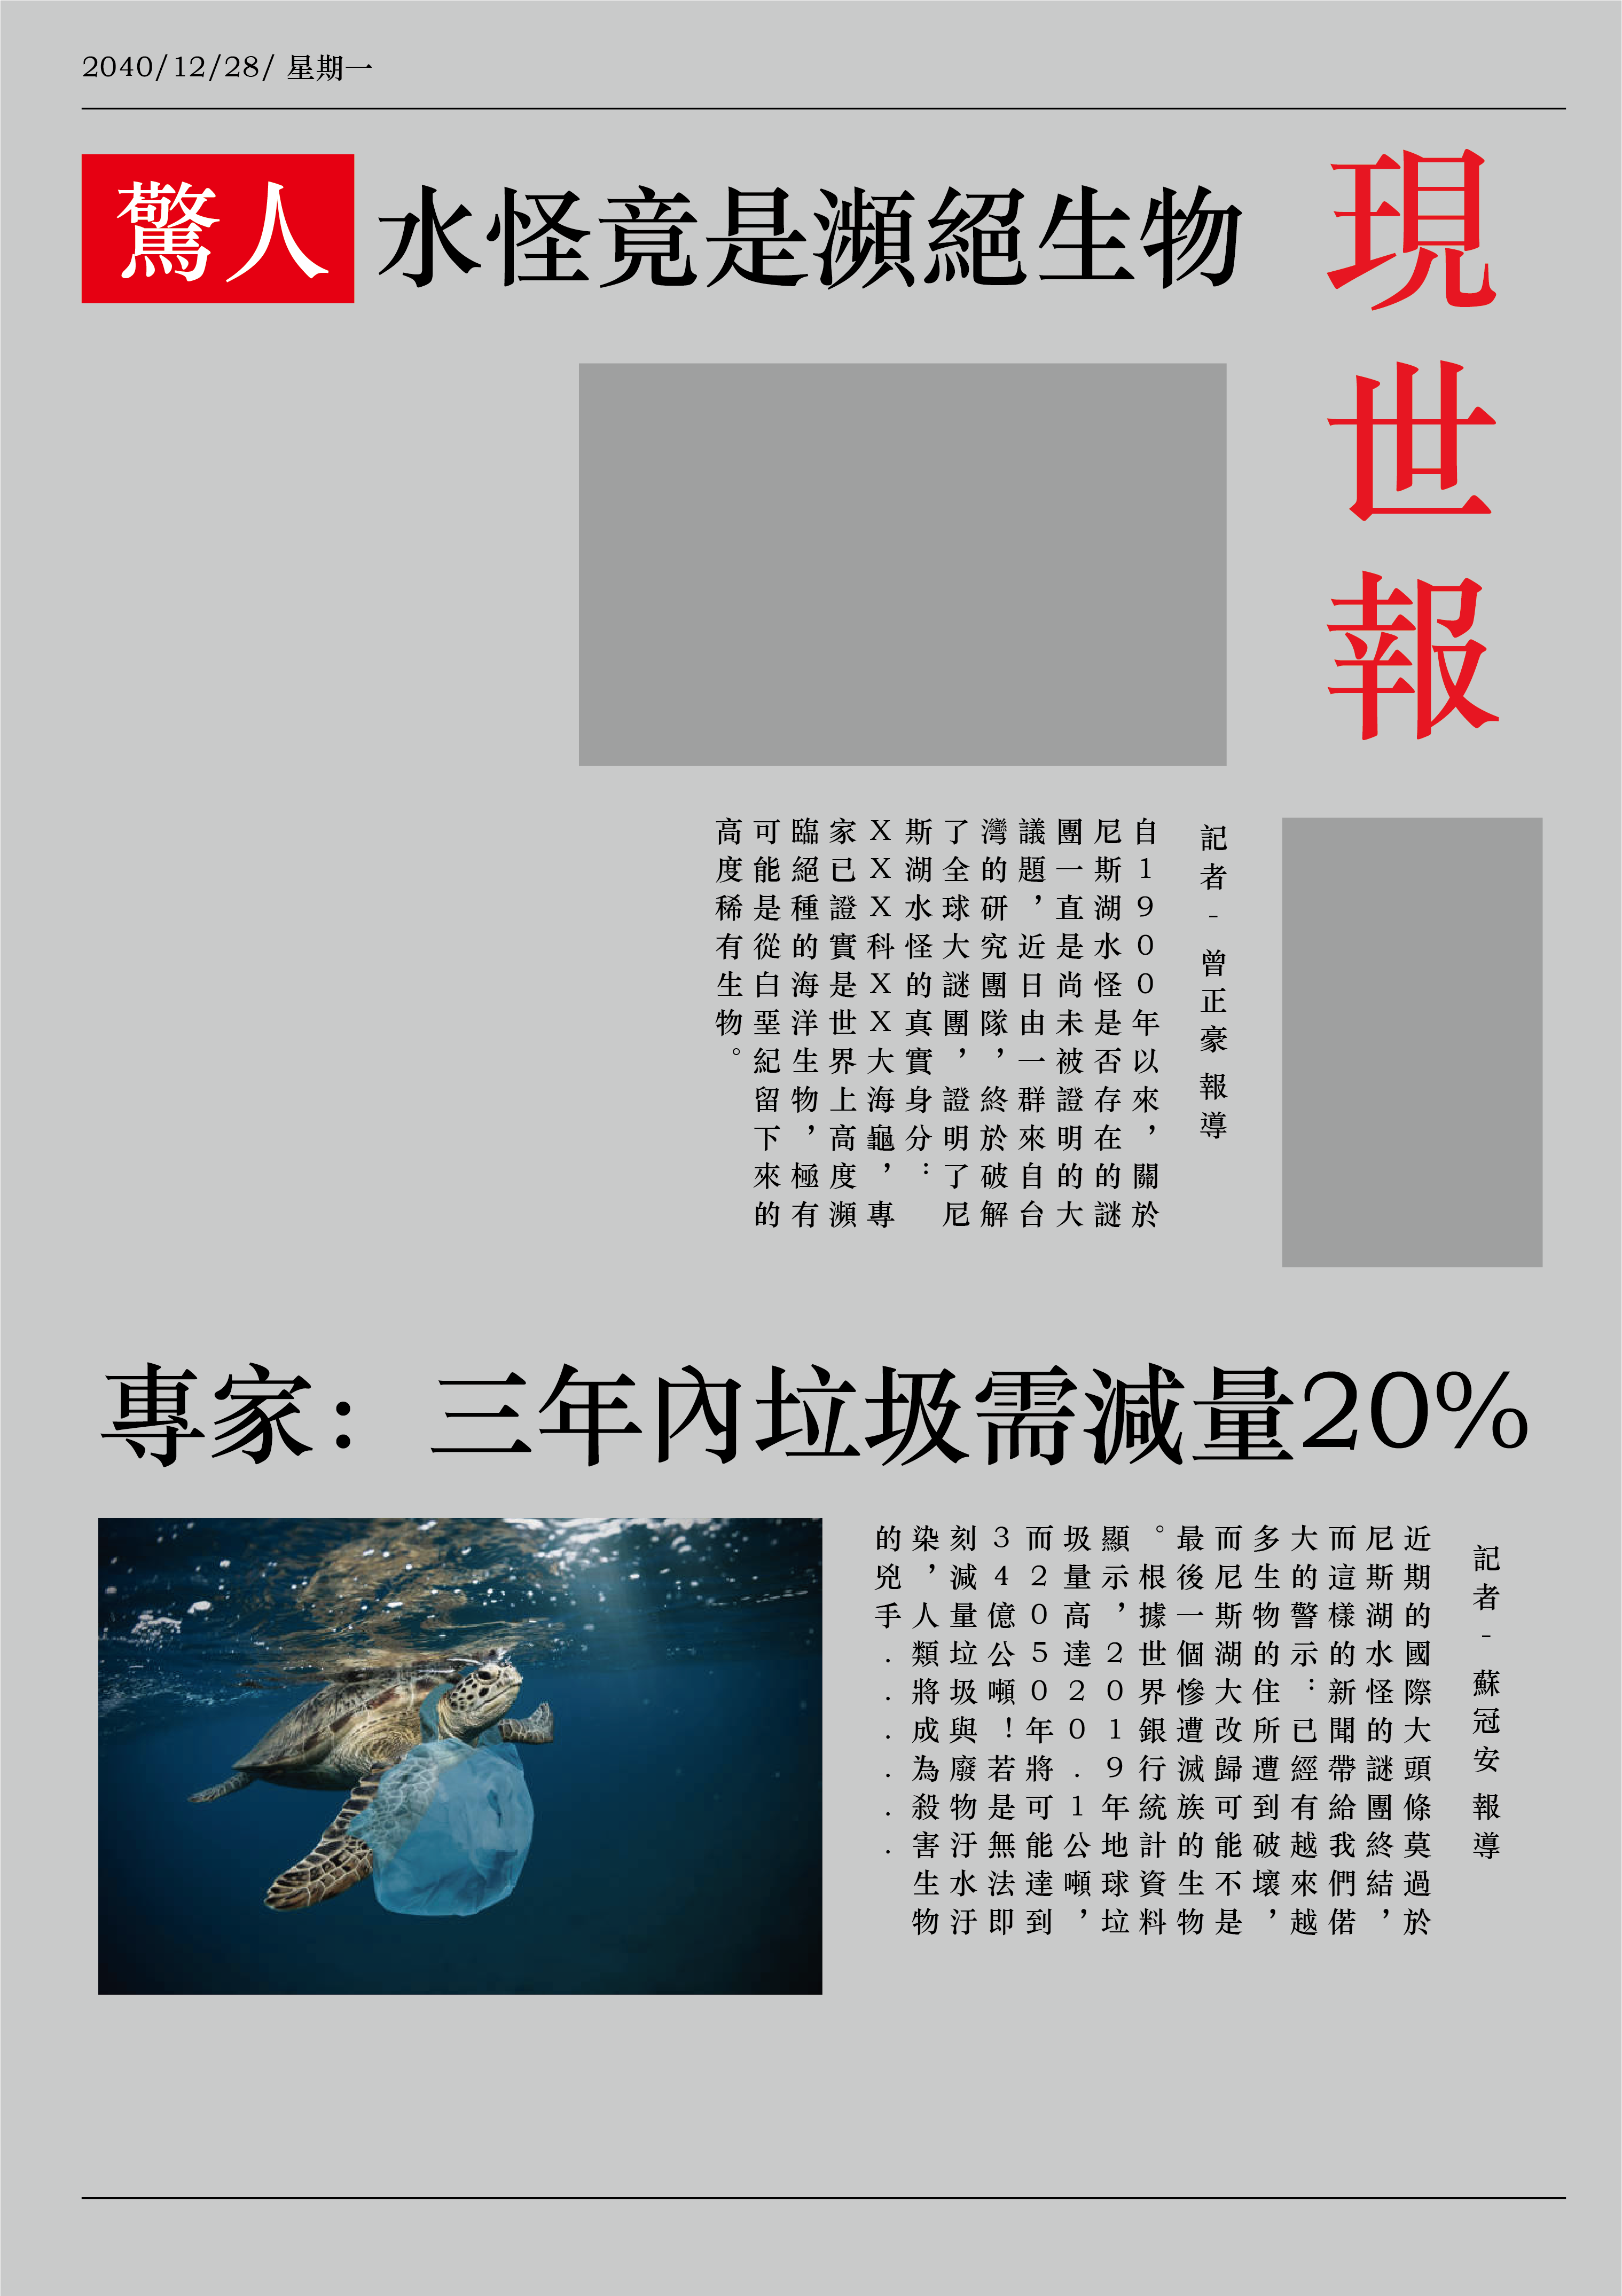 2040/12/28/ 星期一
現世報
驚人
水怪竟是瀕絕生物
記者 - 曾正豪 報導
自1900年以來，關於
尼斯湖水怪是否存在的謎
團一直是尚未被證明的大
議題，近日由一群來自台
灣的研究團隊，終於破解
了全球大謎團，證明了尼
斯湖水怪的真實身分：
XXX科XX大海龜，專
家已證實是世界上高度瀕
臨絕種的海洋生物，極有
可能是從白堊紀留下來的
高度稀有生物。
專家：三年內垃圾需減量20%
記者 - 蘇冠安 報導
近期的國際大頭條莫過於
尼斯湖水怪的謎團終結，
而這樣的新聞帶給我們偌
大的警示：已經有越來越
多生物的住所遭到破壞，
而尼斯湖大改歸可能不是
最後一個慘遭滅族的生物
。根據世界銀行統計資料
顯示，2019年地球垃
圾量高達20.1公噸，
而2050年將可能達到
34億公噸！若是無法即
刻減量垃圾與廢物汙水汙
染，人類將成為殺害生物
的兇手......